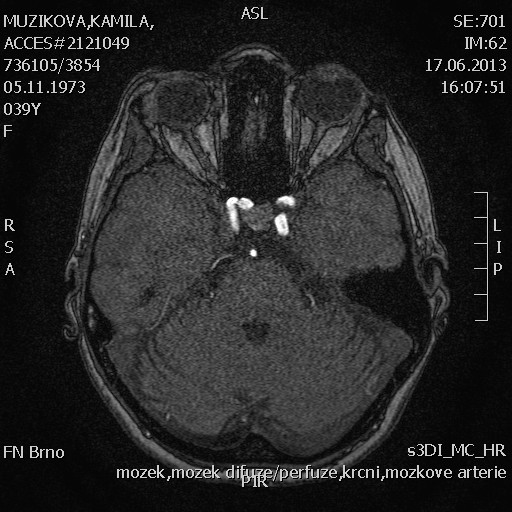 MUZIKOVA,KAMILA,
ACCES#2121049
736105/3854
05.11.1973
039Y
F
ASL
SE:701
IM:62
17.06.2013
16:07:51
R
S
A
L
I
P
FN Brno
s3DI_MC_HR
mozek,mozek difuze/perfuze,krcni,mozkove arterie
PIR